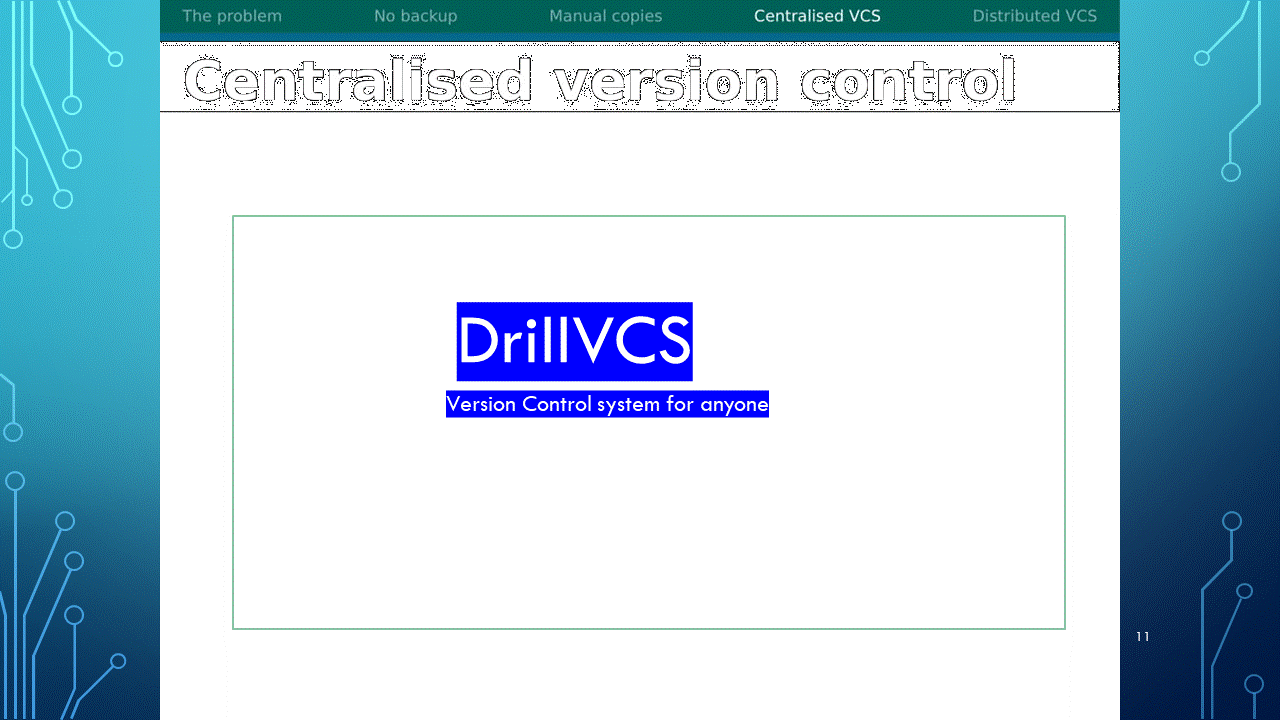 The problem No backup Manual copies Centralised VCS Distributed VCS
Centralised version control
DrillVCS
Version Control system for anyone
11